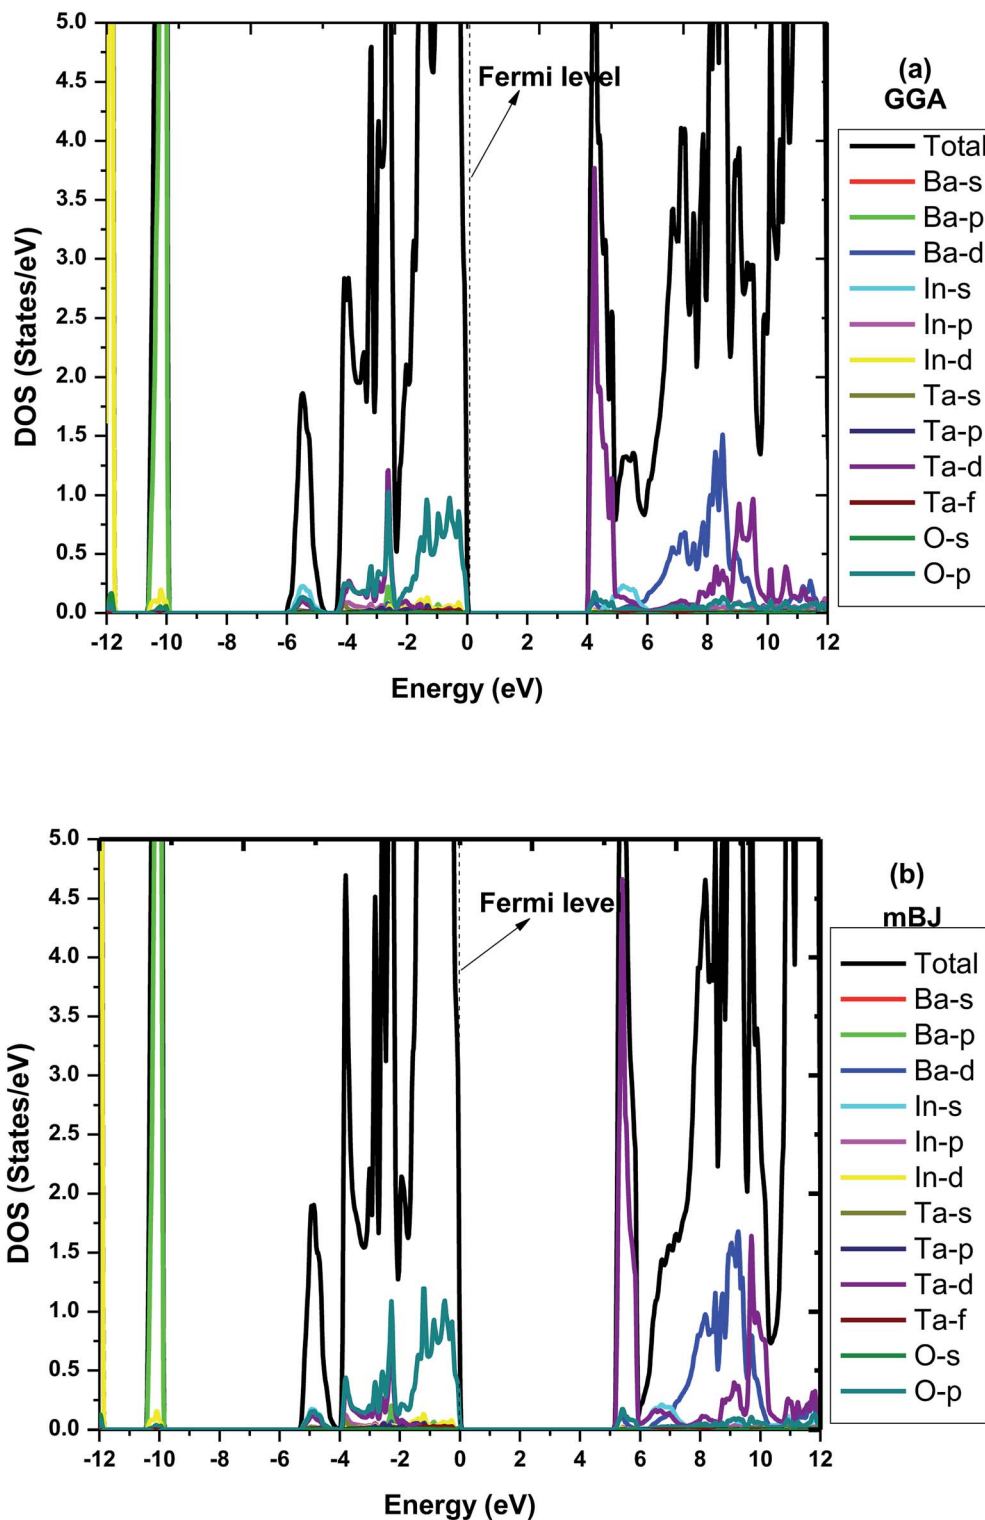 5.0
4.5
4.0
3.5
3.0
2.5
2.0
1.5
1.0
0.5
0.0
DOS (States/eV)
-12 -10 -8 -6 -4 -2 0 2 4 6 8 10 12
Energy (eV)
Fermi level
(a)
GGA
Total
Ba-s
Ba-p
Ba-d
In-s
In-p
In-d
Ta-s
Ta-p
Ta-d
Ta-f
O-s
O-p
5.0
4.5
4.0
3.5
3.0
2.5
2.0
1.5
1.0
0.5
0.0
DOS (States/eV)
-12 -10 -8 -6 -4 -2 0 2 4 6 8 10 12
Energy (eV)
Fermi level
(b)
mBJ
Total
Ba-s
Ba-p
Ba-d
In-s
In-p
In-d
Ta-s
Ta-p
Ta-d
Ta-f
O-s
O-p